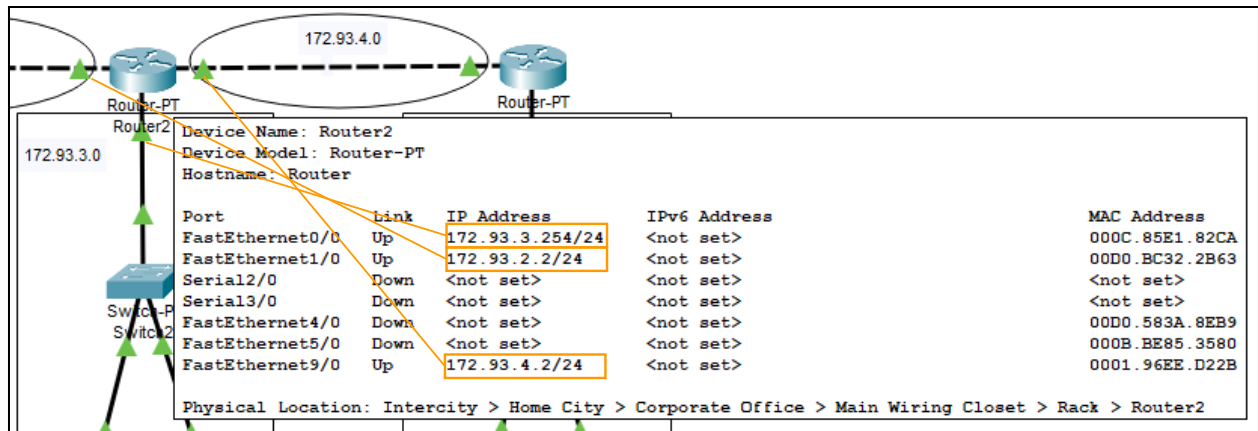 172.93.4.0
Router-PT
Router2
Router-PT
172.93.3.0
Device Name: Router2
Device Model: Router-PT
Hostname: Router
Port Link IP Address IPv6 Address MAC Address
FastEthernet0/0 Up 172.93.3.254/24 <not set> 000C.85E1.82CA
FastEthernet1/0 Up 172.93.2.2/24 <not set> 00D0.BC32.2B63
Serial2/0 Down <not set> <not set> <not set>
Serial3/0 Down <not set> <not set> <not set>
FastEthernet4/0 Down <not set> <not set> 00D0.583A.8EB9
FastEthernet5/0 Down <not set> <not set> 000B.BE85.3580
FastEthernet9/0 Up 172.93.4.2/24 <not set> 0001.96EE.D22B
Physical Location: Intercity > Home City > Corporate Office > Main Wiring Closet > Rack > Router2
Switch-P
Switch2